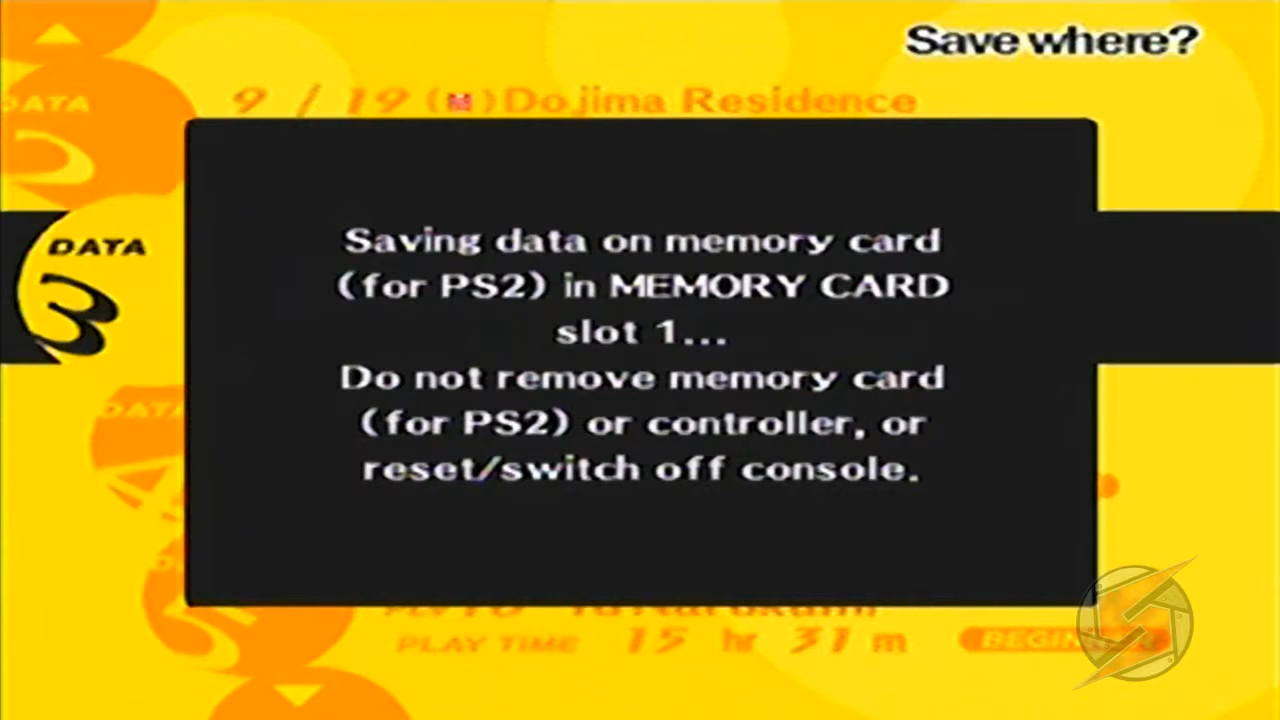 Save where?
DATA
9 / 19 ( ) Dojima Residence
DATA
3
Saving data on memory card
(for PS2) in MEMORY CARD
slot 1...
Do not remove memory card
(for PS2) or controller, or
reset/switch off console.
DATA
5
PLAY TIME 15 hr 31 m